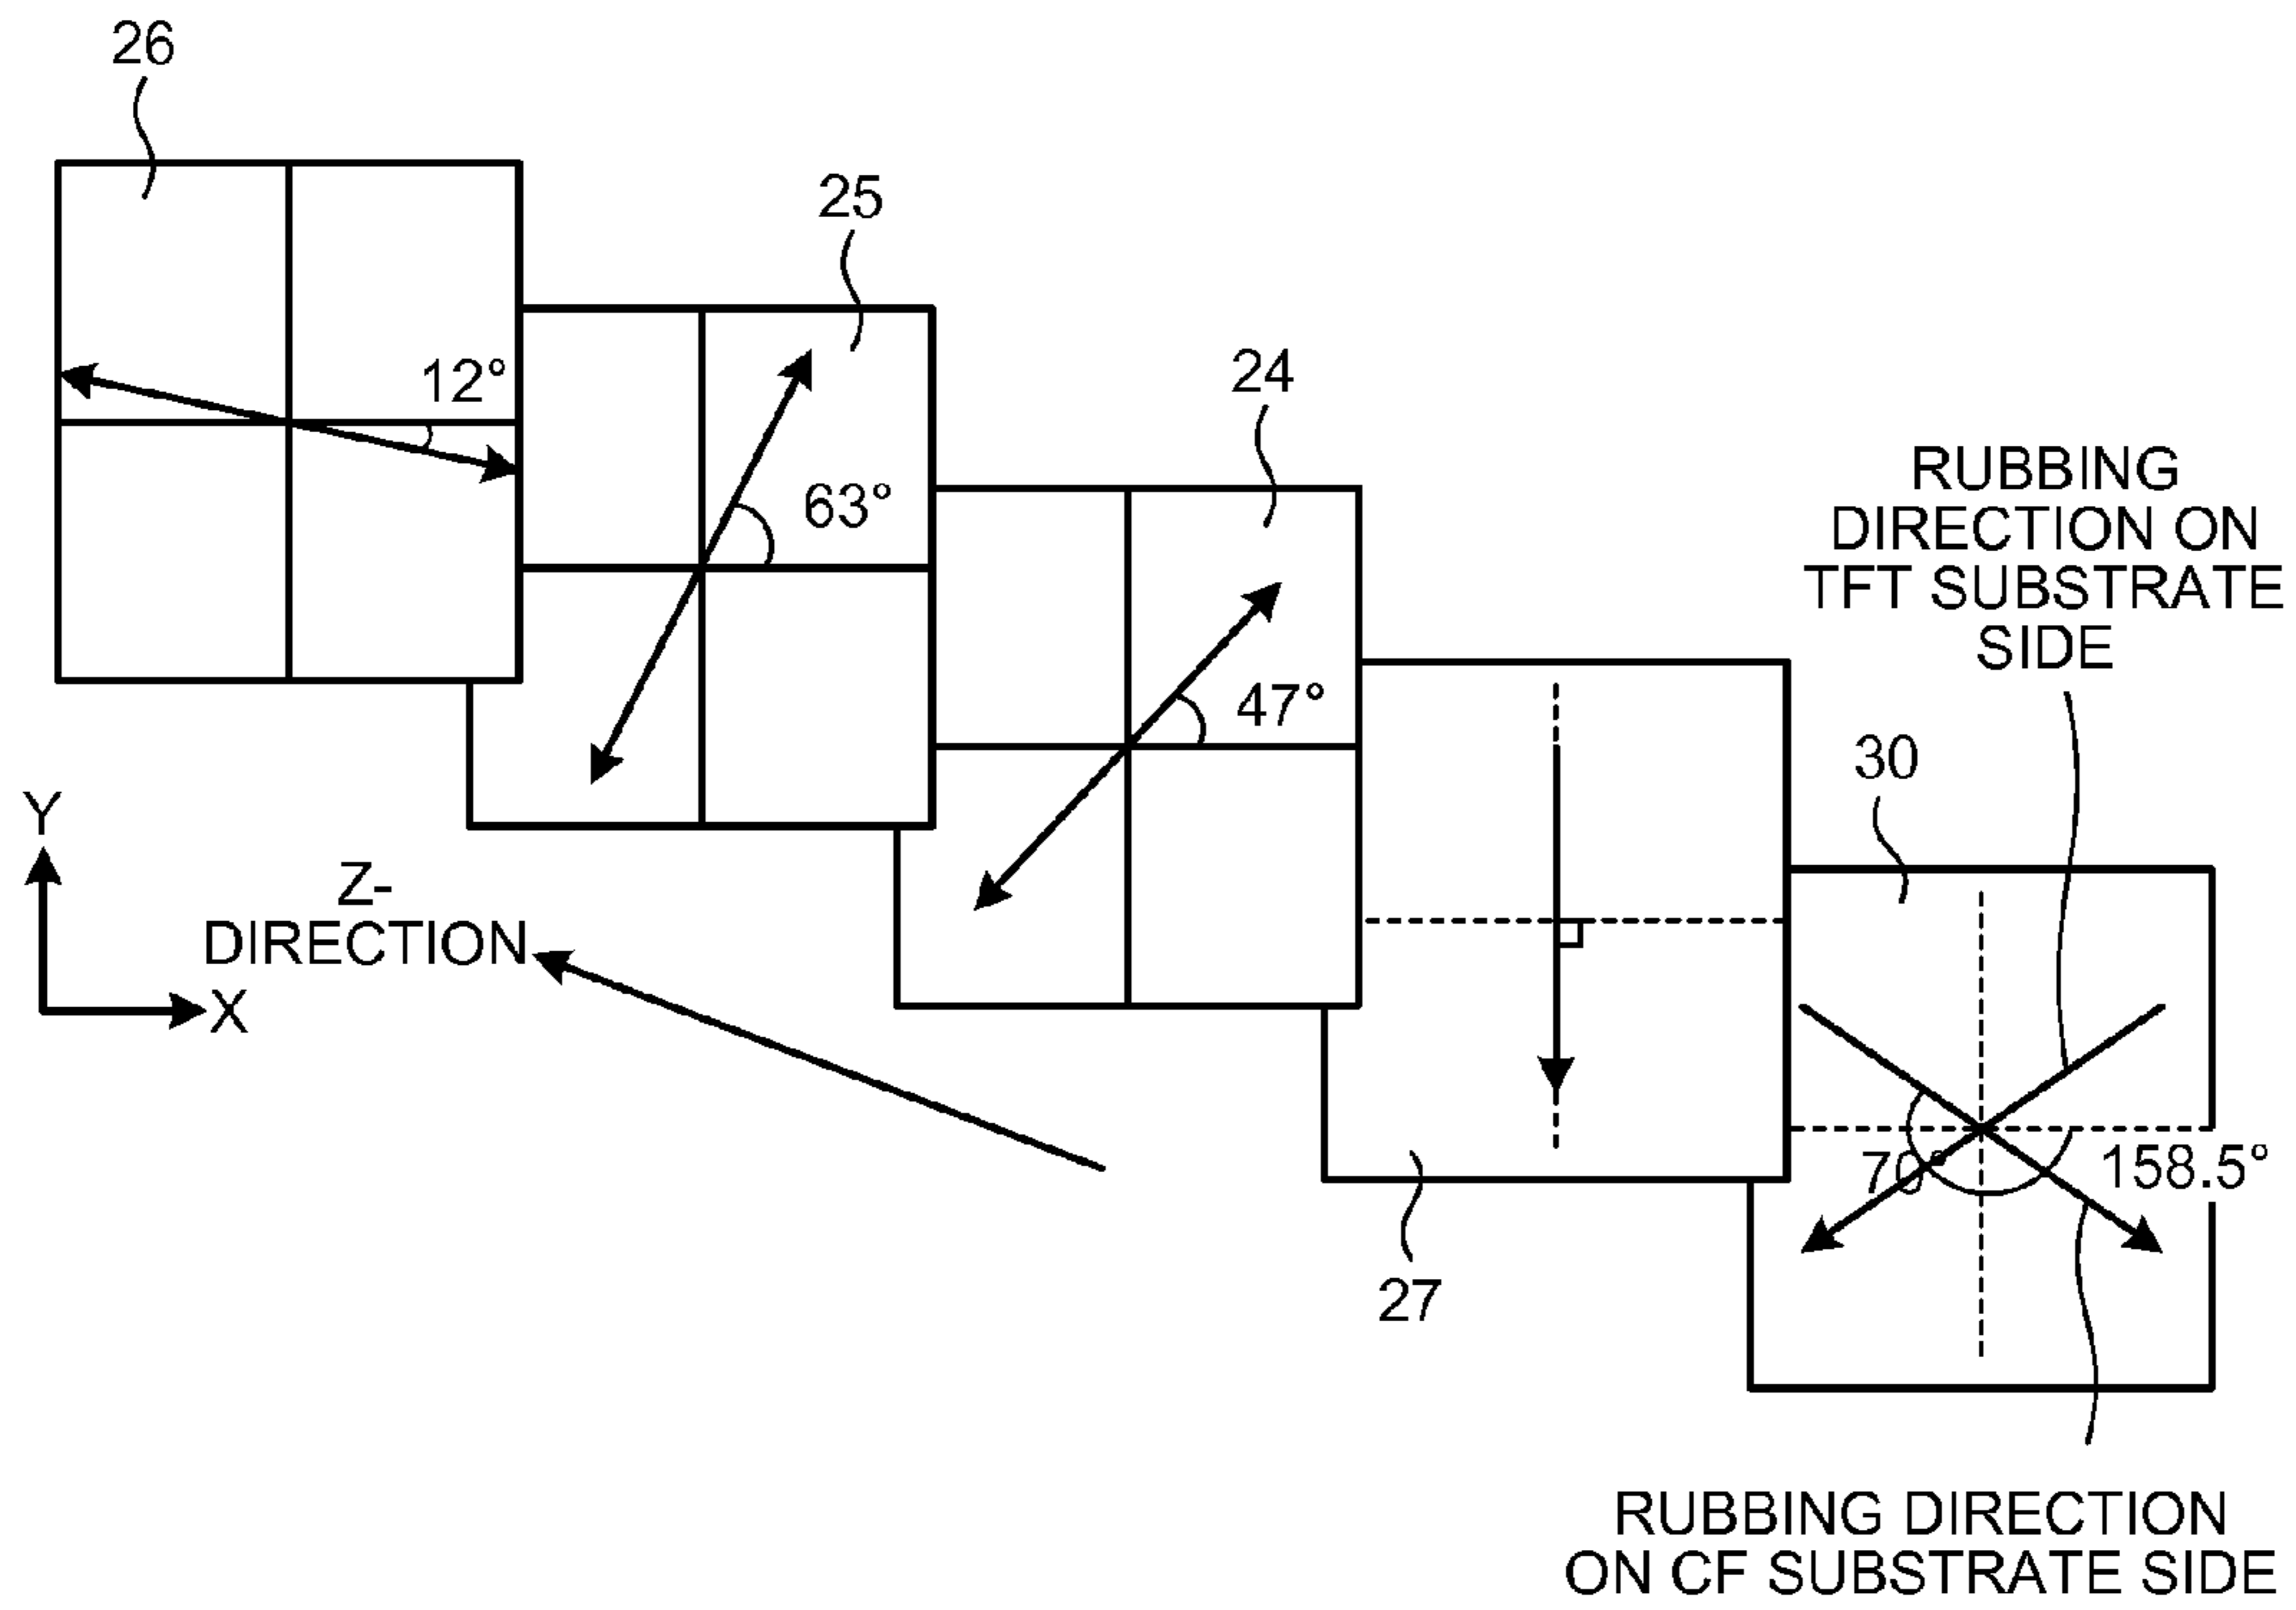 26
25
12°
24
63°
RUBBING
DIRECTION ON
TFT SUBSTRATE
SIDE
47°
30
Y
Z-
DIRECTION
X
158.5°
27
RUBBING DIRECTION
ON CF SUBSTRATE SIDE